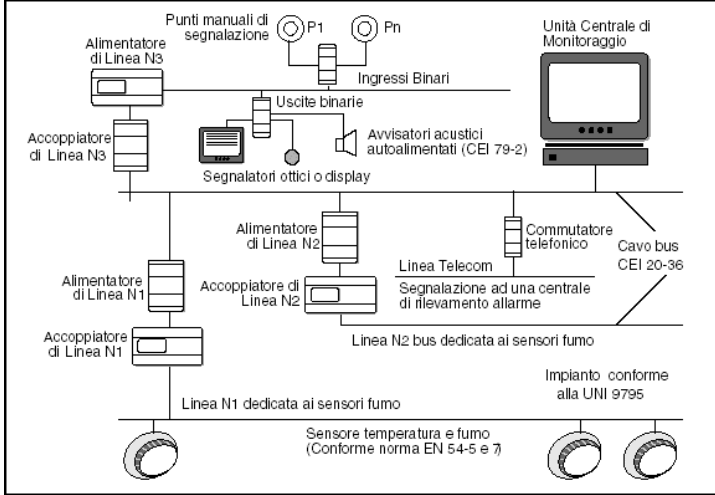 Punti manuali di
segnalazione
P1
Pn
Unità Centrale di
Monitoraggio
Alimentatore
di Linea N3
Ingressi Binari
Uscite binarie
Accoppiatore
di Linea N3
Avvisatori acustici
autoalimentati (CEI 79-2)
Segnalatori ottici o display
Alimentatore
di Linea N2
Commutatore
telefonico
Cavo bus
CEI 20-36
Linea Telecom
Alimentatore
di Linea N1
Accoppiatore di
Linea N2
Segnalazione ad una centrale
di rilevamento allarme
Accoppiatore
di Linea N1
Linea N2 bus dedicata ai sensori fumo
Impianto conforme
alla UNI 9795
Linea N1 dedicata ai sensori fumo
Sensore temperatura e fumo
(Conforme norma EN 54-5 e 7)